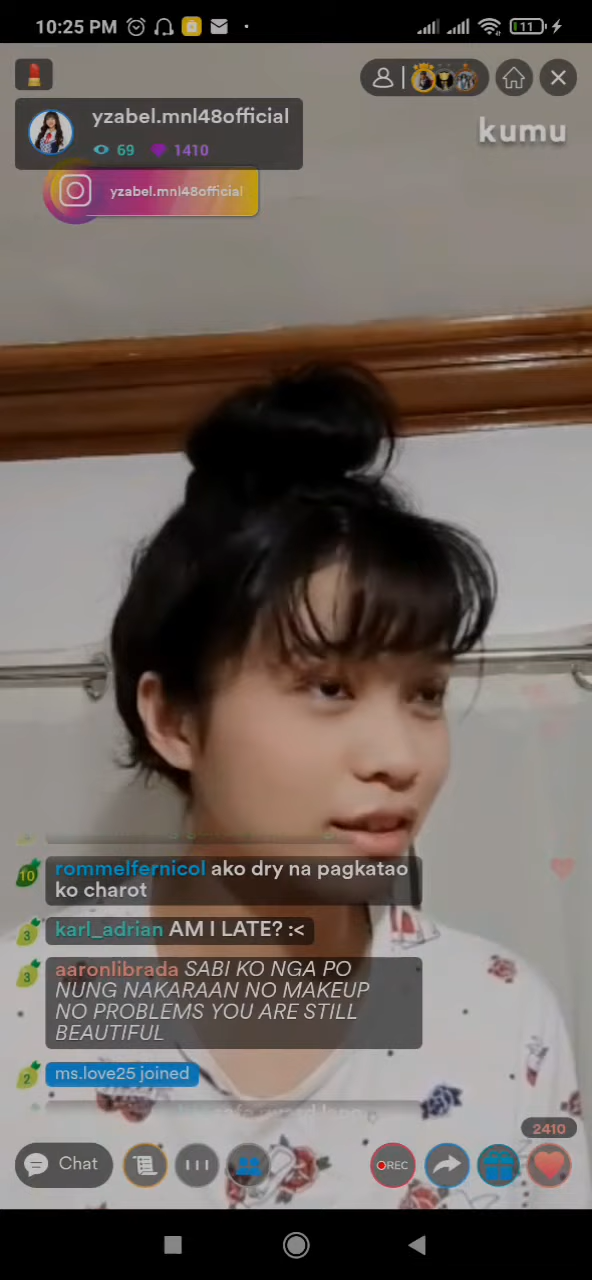 10:25 PM
11
yzabel.mnl48official
69 1410
kumu
yzabel.mnl48official
10 rommelfernicol ako dry na pagkatao
ko charot
3 karl_adrian AM I LATE? :<
3 aaronlibrada SABI KO NGA PO
NUNG NAKARAAN NO MAKEUP
NO PROBLEMS YOU ARE STILL
BEAUTIFUL
2 ms.love25 joined
2410
Chat
REC